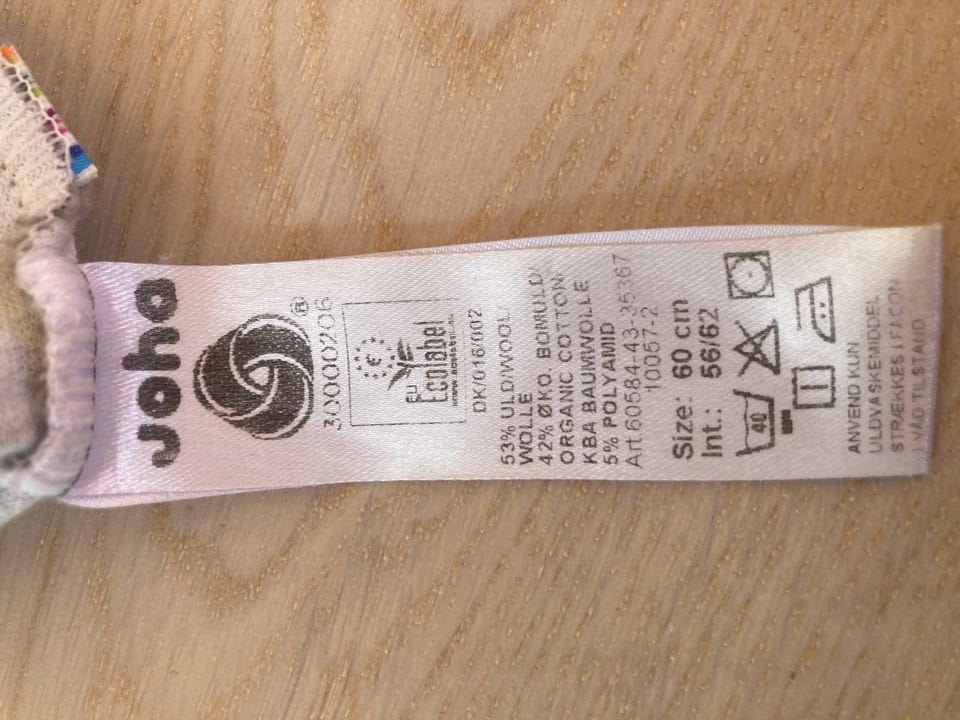 joha
®
30002016
EU
Ecolabel
DK/016/002
53% ULD/WOOL/
WOLLE
42% ØKO. BOMULD/
ORGANIC COTTON/
KBA BAUMWOLLE
5% POLYAMID
Art.60584-43-35367
10057-2
Size: 60 cm
Int.: 56/62
40
ANVEND KUN
ULDVASKEMIDDEL
STRÆKKES I FACON
I VÅD TILSTAND